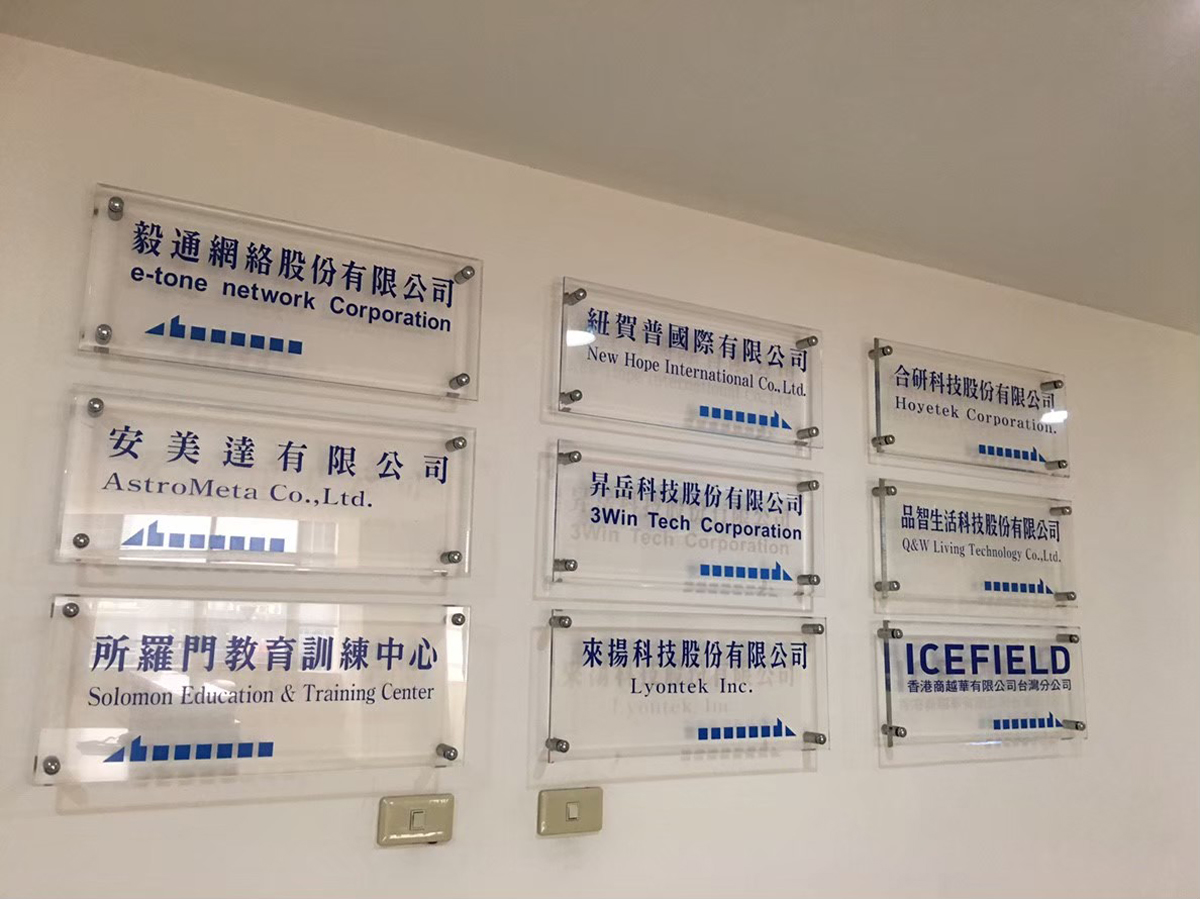 毅通網絡股份有限公司
e-tone network Corporation
安美達有限公司
AstroMeta Co.,Ltd.
所羅門教育訓練中心
Solomon Education & Training Center
紐賀普國際有限公司
New Hope International Co.,Ltd.
昇岳科技股份有限公司
3Win Tech Corporation
來揚科技股份有限公司
Lyontek Inc.
合研科技股份有限公司
Hoyetek Corporation.
品智生活科技股份有限公司
Q&W Living Technology Co.,Ltd.
ICEFIELD
香港商越華有限公司台灣分公司